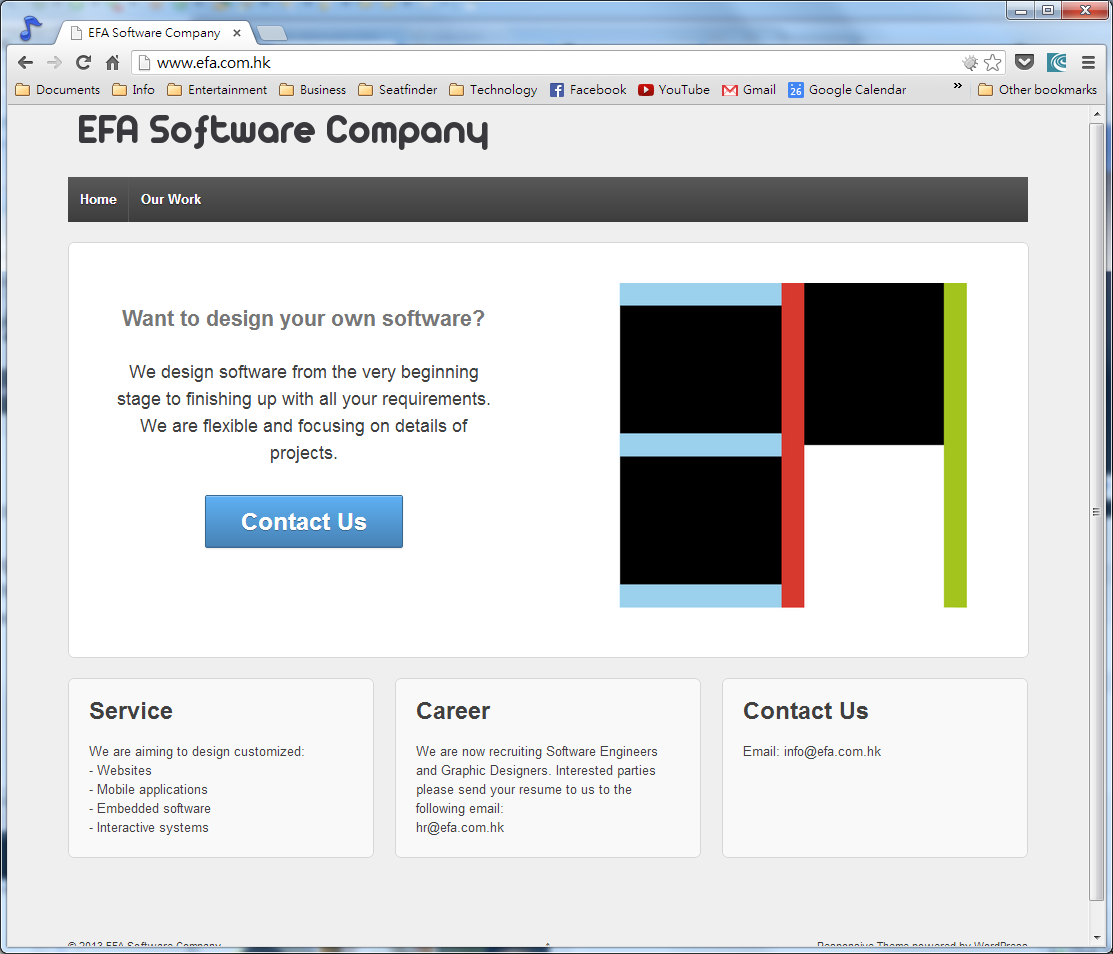 EFA Software Company
www.efa.com.hk
Documents Info Entertainment Business Seatfinder Technology Facebook YouTube Gmail 26 Google Calendar » Other bookmarks
EFA Software Company
Home Our Work
Want to design your own software?
We design software from the very beginning
stage to finishing up with all your requirements.
We are flexible and focusing on details of
projects.
Contact Us
Service
We are aiming to design customized:
- Websites
- Mobile applications
- Embedded software
- Interactive systems
Career
We are now recruiting Software Engineers
and Graphic Designers. Interested parties
please send your resume to us to the
following email:
hr@efa.com.hk
Contact Us
Email: info@efa.com.hk
© 2013 EFA Software Company
Responsive Theme powered by WordPress